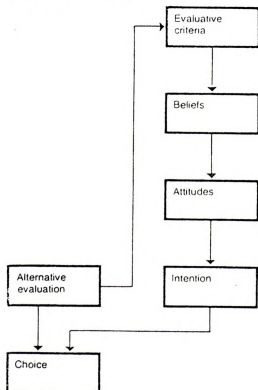 Evaluative
criteria
Beliefs
Attitudes
Alternative
evaluation
Intention
Choice